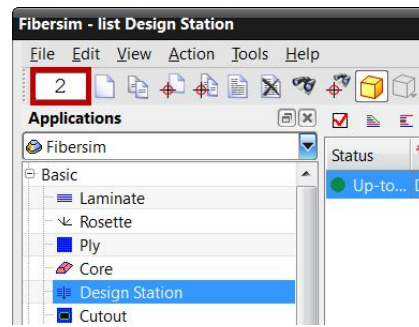 Fibersim - list Design Station
File Edit View Action Tools Help
2
Applications
Fibersim
Status
Basic
Up-to...
Laminate
Rosette
Ply
Core
Design Station
Cutout